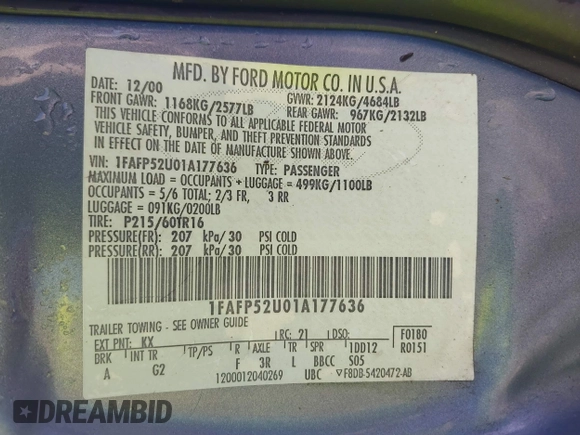 MFD. BY FORD MOTOR CO. IN U.S.A.
DATE: 12/00 GVWR: 2124KG/4684LB
FRONT GAWR: 1168KG/2577LB REAR GAWR: 967KG/2132LB
THIS VEHICLE CONFORMS TO ALL APPLICABLE FEDERAL MOTOR
VEHICLE SAFETY, BUMPER, AND THEFT PREVENTION STANDARDS
IN EFFECT ON THE DATE OF MANUFACTURE SHOWN ABOVE.
VIN: 1FAFP52U01A177636 TYPE: PASSENGER
MAXIMUM LOAD = OCCUPANTS + LUGGAGE = 499KG/1100LB
OCCUPANTS = 5/6 TOTAL; 2/3 FR, 3 RR
LUGGAGE = 091KG/0200LB
TIRE: P215/60TR16
PRESSURE(FR): 207 kPa/30 PSI COLD
PRESSURE(RR): 207 kPa/30 PSI COLD
1FAFP52U01A177636
TRAILER TOWING - SEE OWNER GUIDE
EXT PNT: KX RC: 21 DSO: F0180
DRK INT TR TP/PS R AXLE TR SPR 1DD12 R0151
A G2 F 3R L BBCC S05
1200012040269 UBC ▽F8DB-5420472-AB
DREAMBID